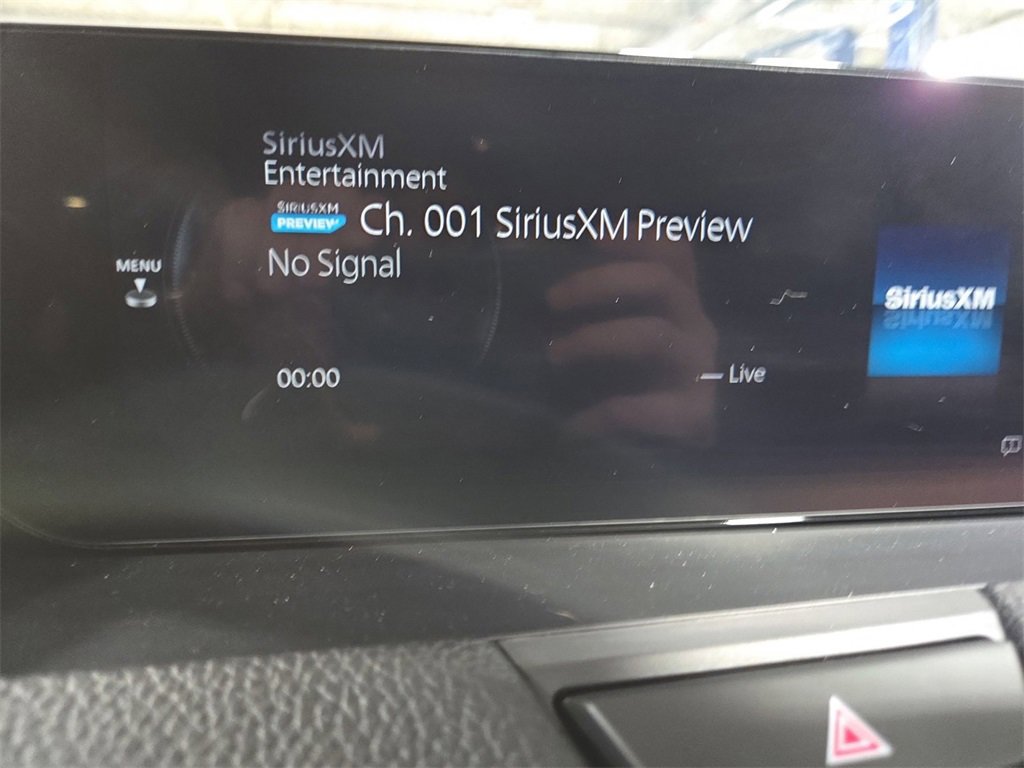 SiriusXM
Entertainment
SIRIUSXM
PREVIEW
Ch. 001 SiriusXM Preview
No Signal
MENU
SiriusXM
00:00
Live